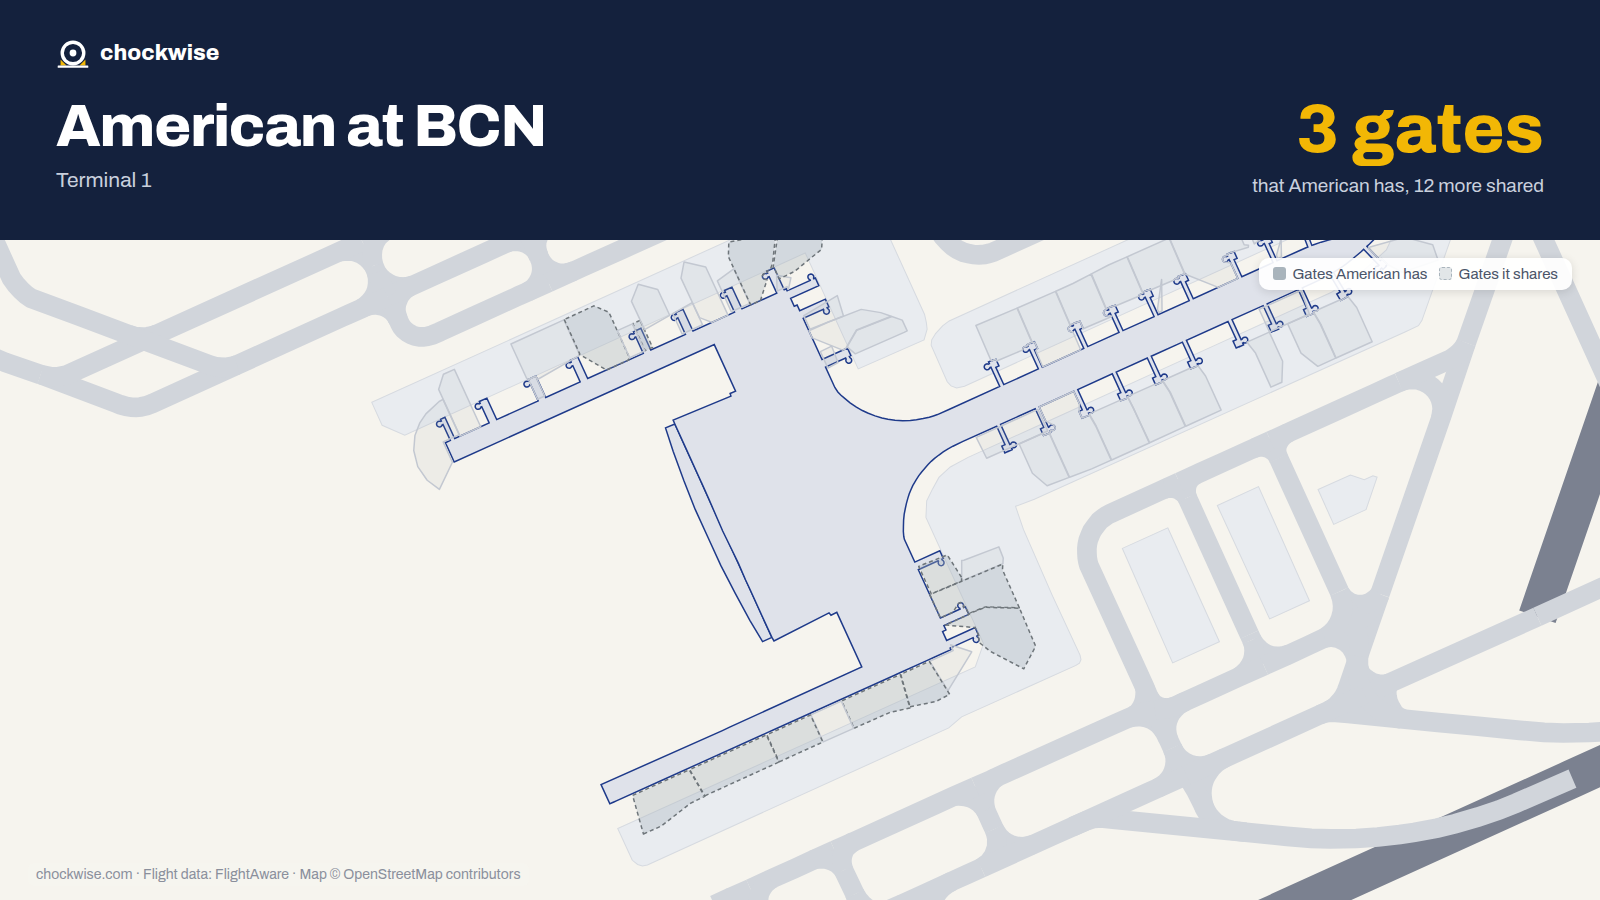 chockwise
American at BCN
Terminal 1
3 gates
that American has, 12 more shared
Gates American has
Gates it shares
chockwise.com · Flight data: FlightAware · Map © OpenStreetMap contributors